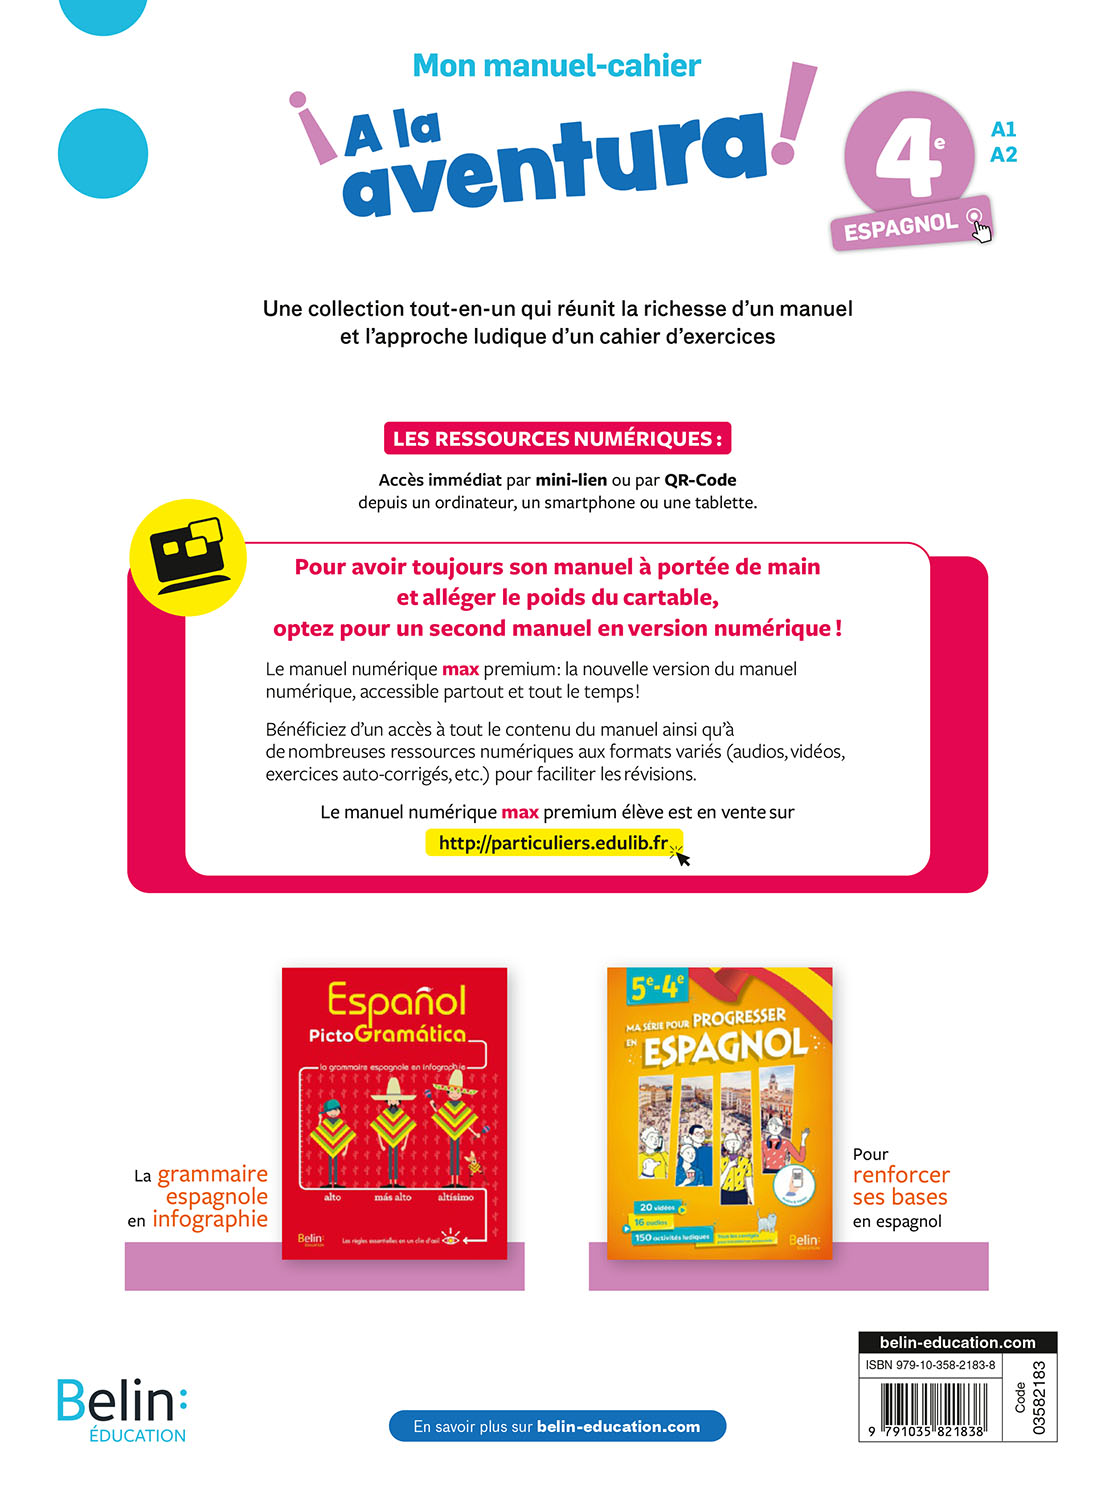 Mon manuel-cahier
¡A la
aventura!
4e
A1
A2
ESPAGNOL
Une collection tout-en-un qui réunit la richesse d'un manuel
et l'approche ludique d'un cahier d'exercices
LES RESSOURCES NUMÉRIQUES :
Accès immédiat par mini-lien ou par QR-Code
depuis un ordinateur, un smartphone ou une tablette.
Pour avoir toujours son manuel à portée de main
et alléger le poids du cartable,
optez pour un second manuel en version numérique !
Le manuel numérique max premium : la nouvelle version du manuel
numérique, accessible partout et tout le temps !
Bénéficiez d'un accès à tout le contenu du manuel ainsi qu'à
de nombreuses ressources numériques aux formats variés (audios, vidéos,
exercices auto-corrigés, etc.) pour faciliter les révisions.
Le manuel numérique max premium élève est en vente sur
http://particuliers.edulib.fr
La grammaire
espagnole
en infographie
Español
PictoGramática
la grammaire espagnole en infographie
alto más alto altísimo
Les règles essentielles en un clin d'œil
Belin:
ÉDUCATION
5e-4e
MA SÉRIE POUR PROGRESSER
EN ESPAGNOL
20 vidéos
16 audios
150 activités ludiques
Tous les corrigés
Belin:
ÉDUCATION
Pour
renforcer
ses bases
en espagnol
Belin:
ÉDUCATION
En savoir plus sur belin-education.com
belin-education.com
ISBN 979-10-358-2183-8
9 791035 821838
Code
03582183